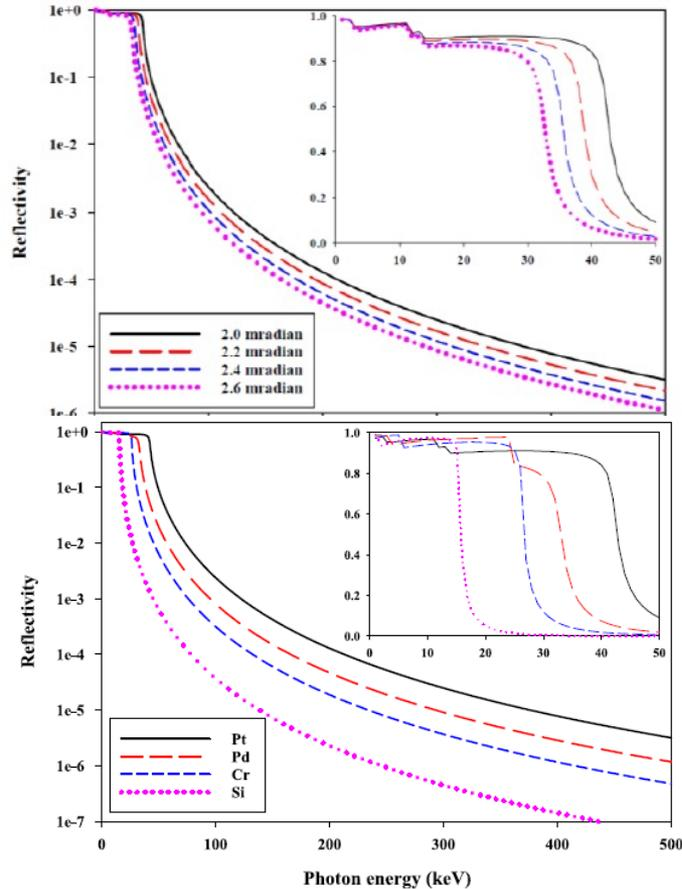 1e+0
1e-1
1e-2
1e-3
1e-4
1e-5
1e-6
Reflectivity
1.0
0.8
0.6
0.4
0.2
0.0
0 10 20 30 40 50
2.0 mradian
2.2 mradian
2.4 mradian
2.6 mradian
1e+0
1e-1
1e-2
1e-3
1e-4
1e-5
1e-6
1e-7
Reflectivity
1.0
0.8
0.6
0.4
0.2
0.0
0 10 20 30 40 50
Pt
Pd
Cr
Si
0 100 200 300 400 500
Photon energy (keV)